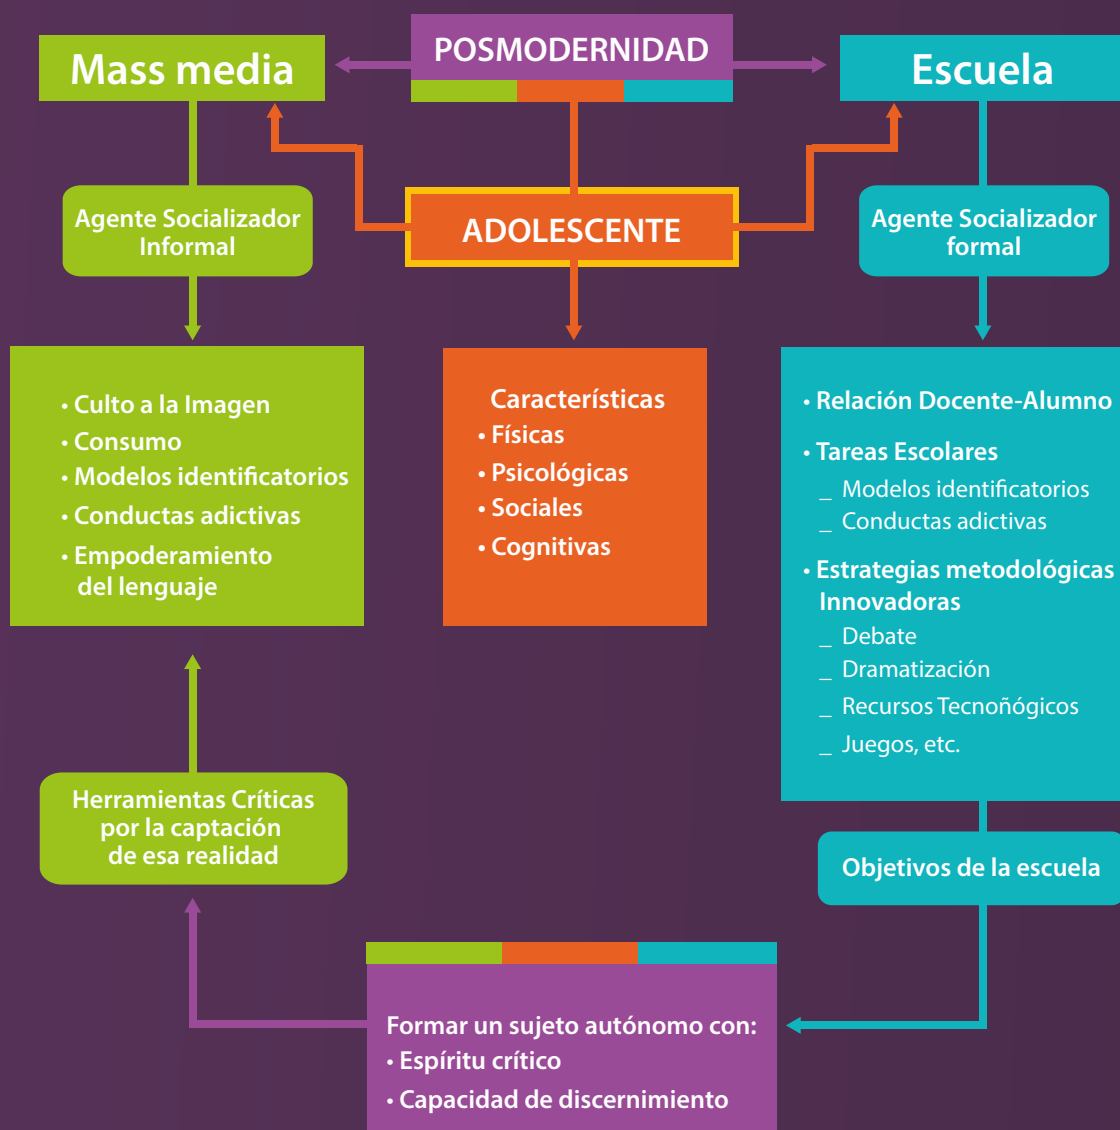 POSMODERNIDAD
Mass media
Escuela
Agente Socializador
Informal
ADOLESCENTE
Agente Socializador
formal
• Culto a la Imagen
• Consumo
• Modelos identificatorios
• Conductas adictivas
• Empoderamiento
del lenguaje
Característicás
• Físicas
• Psicológicas
• Sociales
• Cognitivas
• Relación Docente-Alumno
• Tareas Escolares
_ Modelos identificatorios
_ Conductas adictivas
• Estrategias metodológicas
Innovadoras
_ Debate
_ Dramatización
_ Recursos Tecnoñógicos
_ Juegos, etc.
Herramientas Críticas
por la captación
de esa realidad
Objetivos de la escuela
Formar un sujeto autónomo con:
• Espíritu crítico
• Capacidad de discernimiento